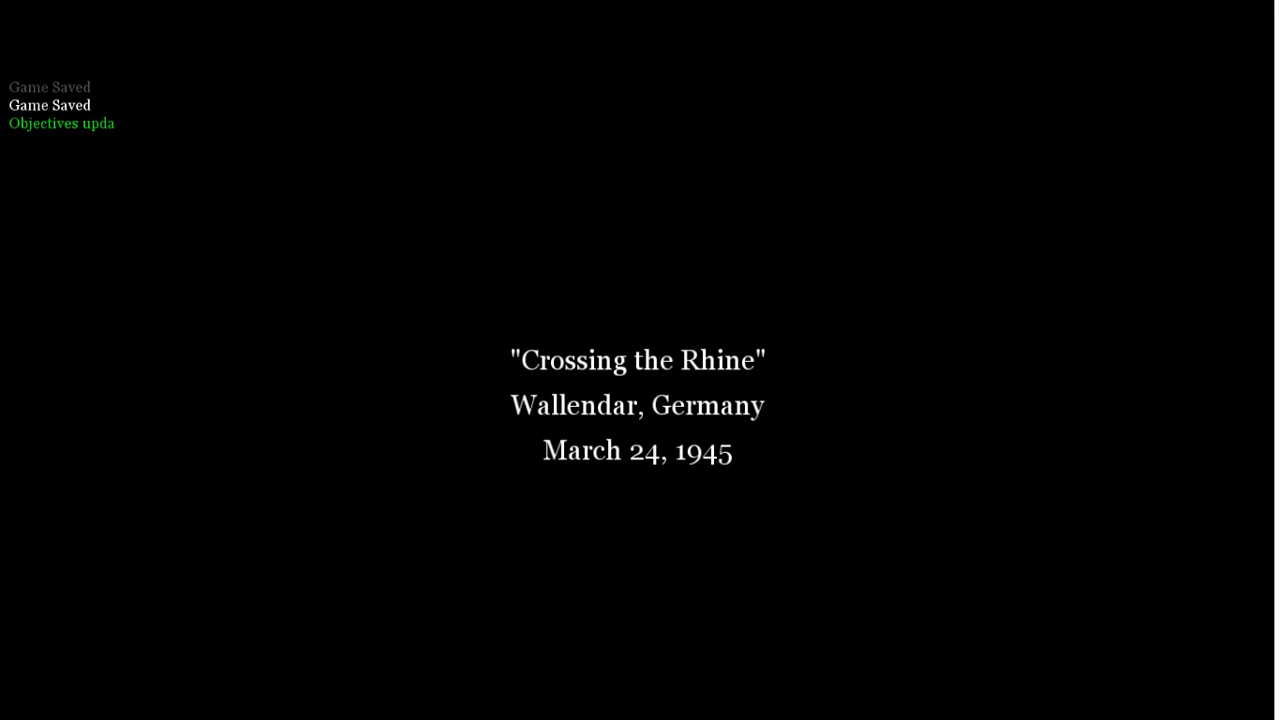 Game Saved
Game Saved
Objectives upda
"Crossing the Rhine"
Wallendar, Germany
March 24, 1945